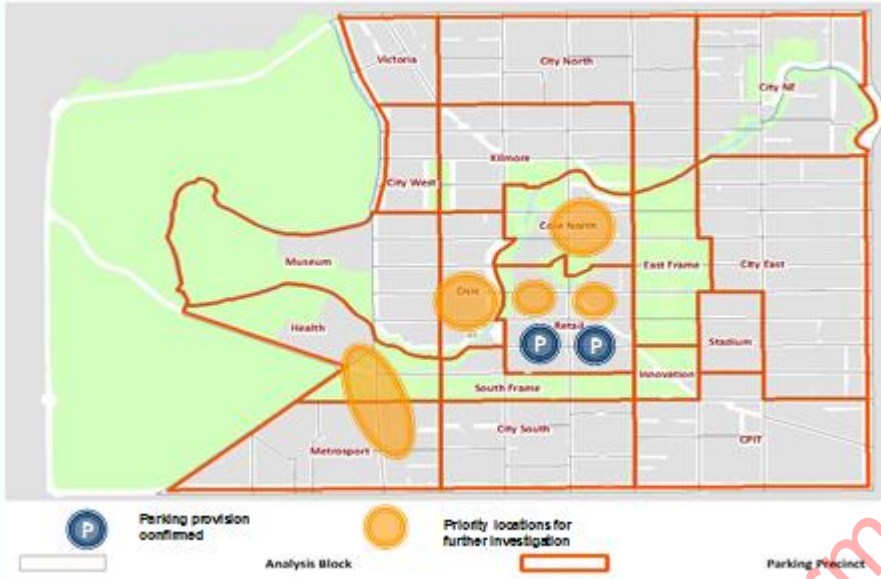 Victoria
City North
City NE
Kilmore
City West
Core North
Museum
East Frame
City East
Civic
Health
Retail
P
P
Stadium
South Frame
Innovation
City South
CPIT
Metrosport
P
Parking provision
confirmed
Priority locations for
further investigation
Analysis Block
Parking Precinct